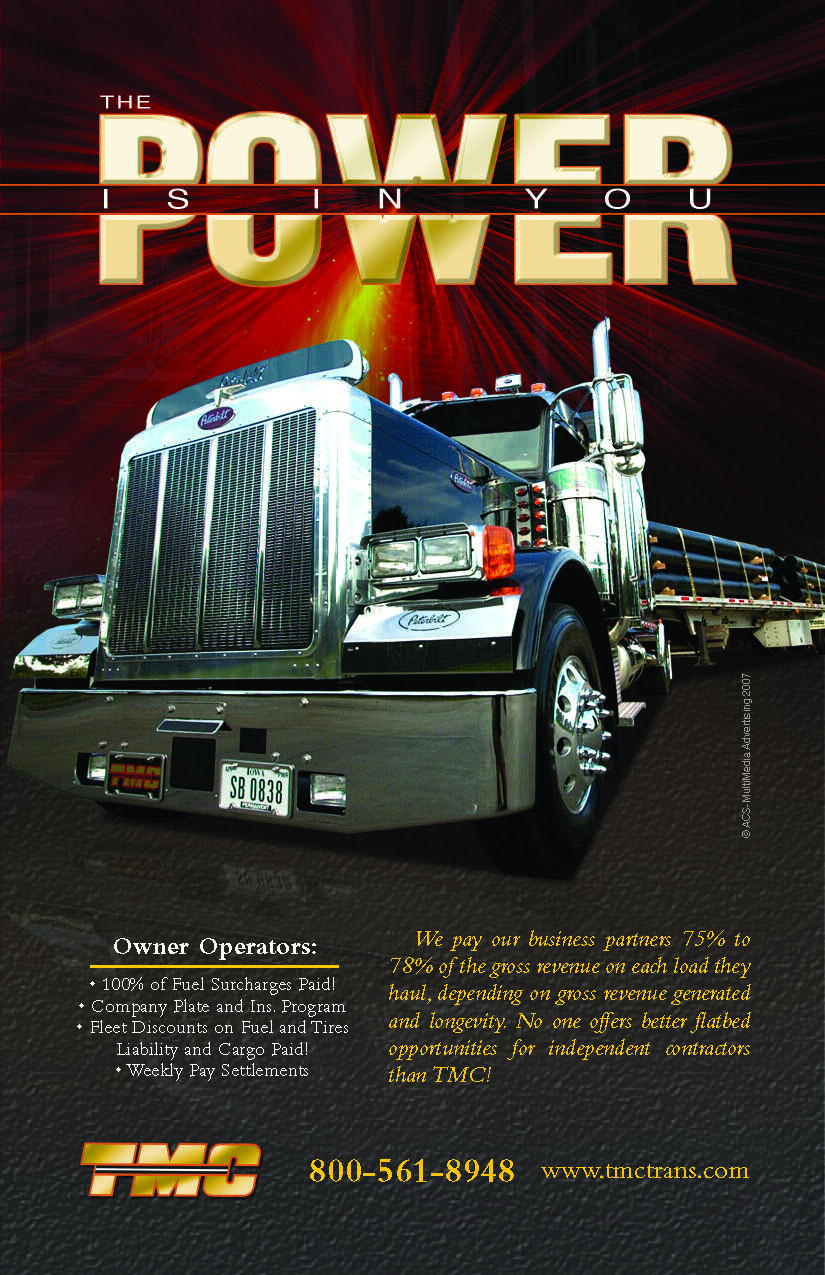 THE
POWER
IS IN YOU
Peterbilt
Peterbilt
Peterbilt
Peterbilt
TMC
IOWA
SB 0838
PERMANENT
© ACS-MultiMedia Advertising 2007
Owner Operators:
• 100% of Fuel Surcharges Paid!
• Company Plate and Ins. Program
• Fleet Discounts on Fuel and Tires
Liability and Cargo Paid!
• Weekly Pay Settlements
We pay our business partners 75% to
78% of the gross revenue on each load they
haul, depending on gross revenue generated
and longevity. No one offers better flatbed
opportunities for independent contractors
than TMC!
TMC
800-561-8948
www.tmctrans.com